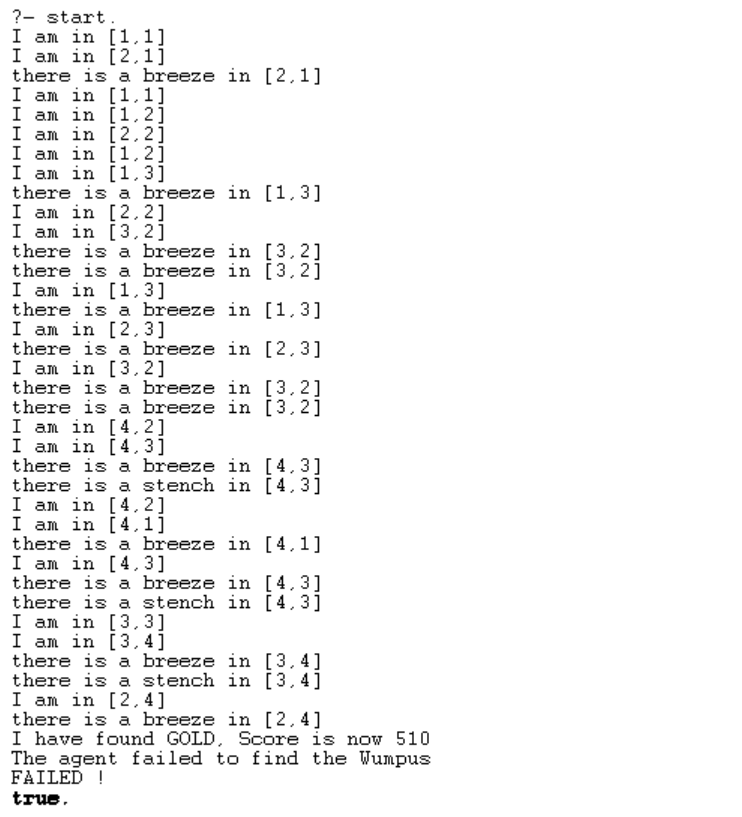 ?- start.
I am in [1,1]
I am in [2,1]
there is a breeze in [2,1]
I am in [1,1]
I am in [1,2]
I am in [2,2]
I am in [1,2]
I am in [1,3]
there is a breeze in [1,3]
I am in [2,2]
I am in [3,2]
there is a breeze in [3,2]
there is a breeze in [3,2]
I am in [1,3]
there is a breeze in [1,3]
I am in [2,3]
there is a breeze in [2,3]
I am in [3,2]
there is a breeze in [3,2]
there is a breeze in [3,2]
I am in [4,2]
I am in [4,3]
there is a breeze in [4,3]
there is a stench in [4,3]
I am in [4,2]
I am in [4,1]
there is a breeze in [4,1]
I am in [4,3]
there is a breeze in [4,3]
there is a stench in [4,3]
I am in [3,3]
I am in [3,4]
there is a breeze in [3,4]
there is a stench in [3,4]
I am in [2,4]
there is a breeze in [2,4]
I have found GOLD, Score is now 510
The agent failed to find the Wumpus
FAILED !
true.